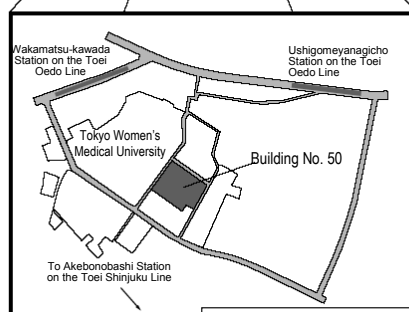 Wakamatsu-kawada
Station on the Toei
Oedo Line
Ushigomeyanagicho
Station on the Toei
Oedo Line
Tokyo Women's
Medical University
Building No. 50
To Akebonobashi Station
on the Toei Shinjuku Line